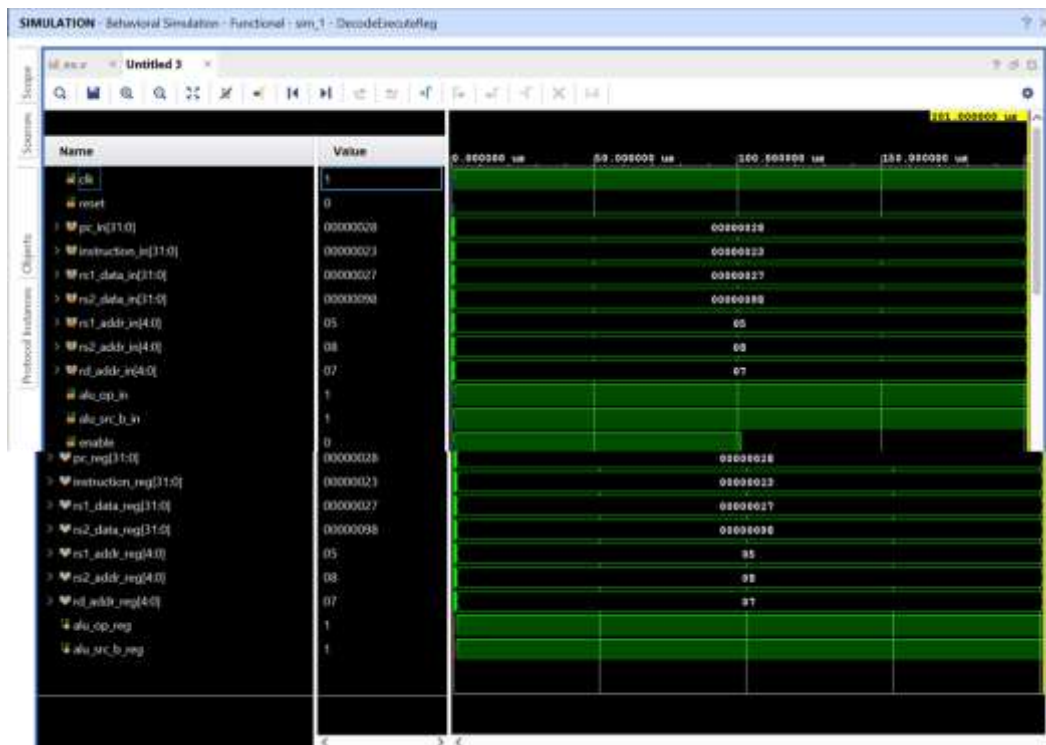 SIMULATION - Behavioral Simulation - Functional - sim_1 - DecodeExecuteReg
Untitled 3
Scope
Sources
Objects
Protocol Instances
Name Value
201.000000 us
0.000000 us 50.000000 us 100.000000 us 150.000000 us
clk 1
reset 0
pc_in[31:0] 00000028 00000028
instruction_in[31:0] 00000023 00000023
rs1_data_in[31:0] 00000027 00000027
rs2_data_in[31:0] 00000098 00000098
rs1_addr_in[4:0] 05 05
rs2_addr_in[4:0] 08 08
rd_addr_in[4:0] 07 07
alu_op_in 1
alu_src_b_in 1
enable 0
pc_reg[31:0] 00000028 00000028
instruction_reg[31:0] 00000023 00000023
rs1_data_reg[31:0] 00000027 00000027
rs2_data_reg[31:0] 00000098 00000098
rs1_addr_reg[4:0] 05 05
rs2_addr_reg[4:0] 08 08
rd_addr_reg[4:0] 07 07
alu_op_reg 1
alu_src_b_reg 1